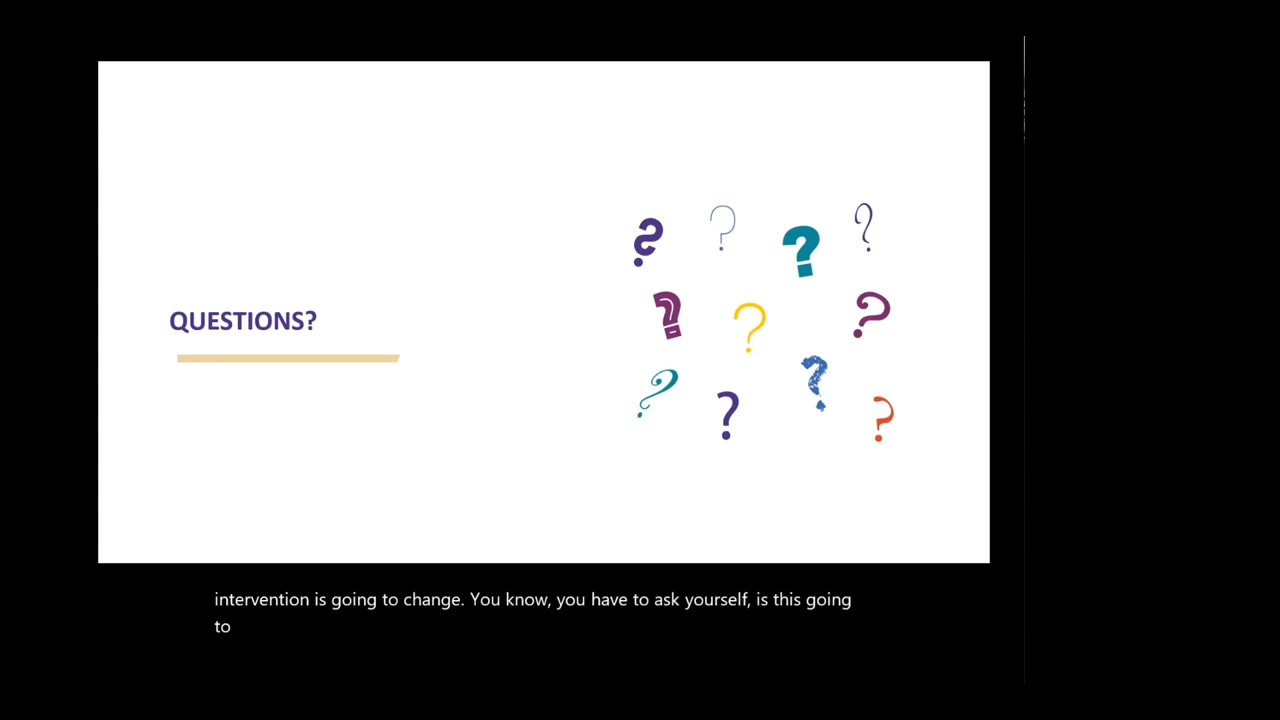 ? ? ? ?
? ? ?
QUESTIONS?
? ? ? ?
intervention is going to change. You know, you have to ask yourself, is this going
to